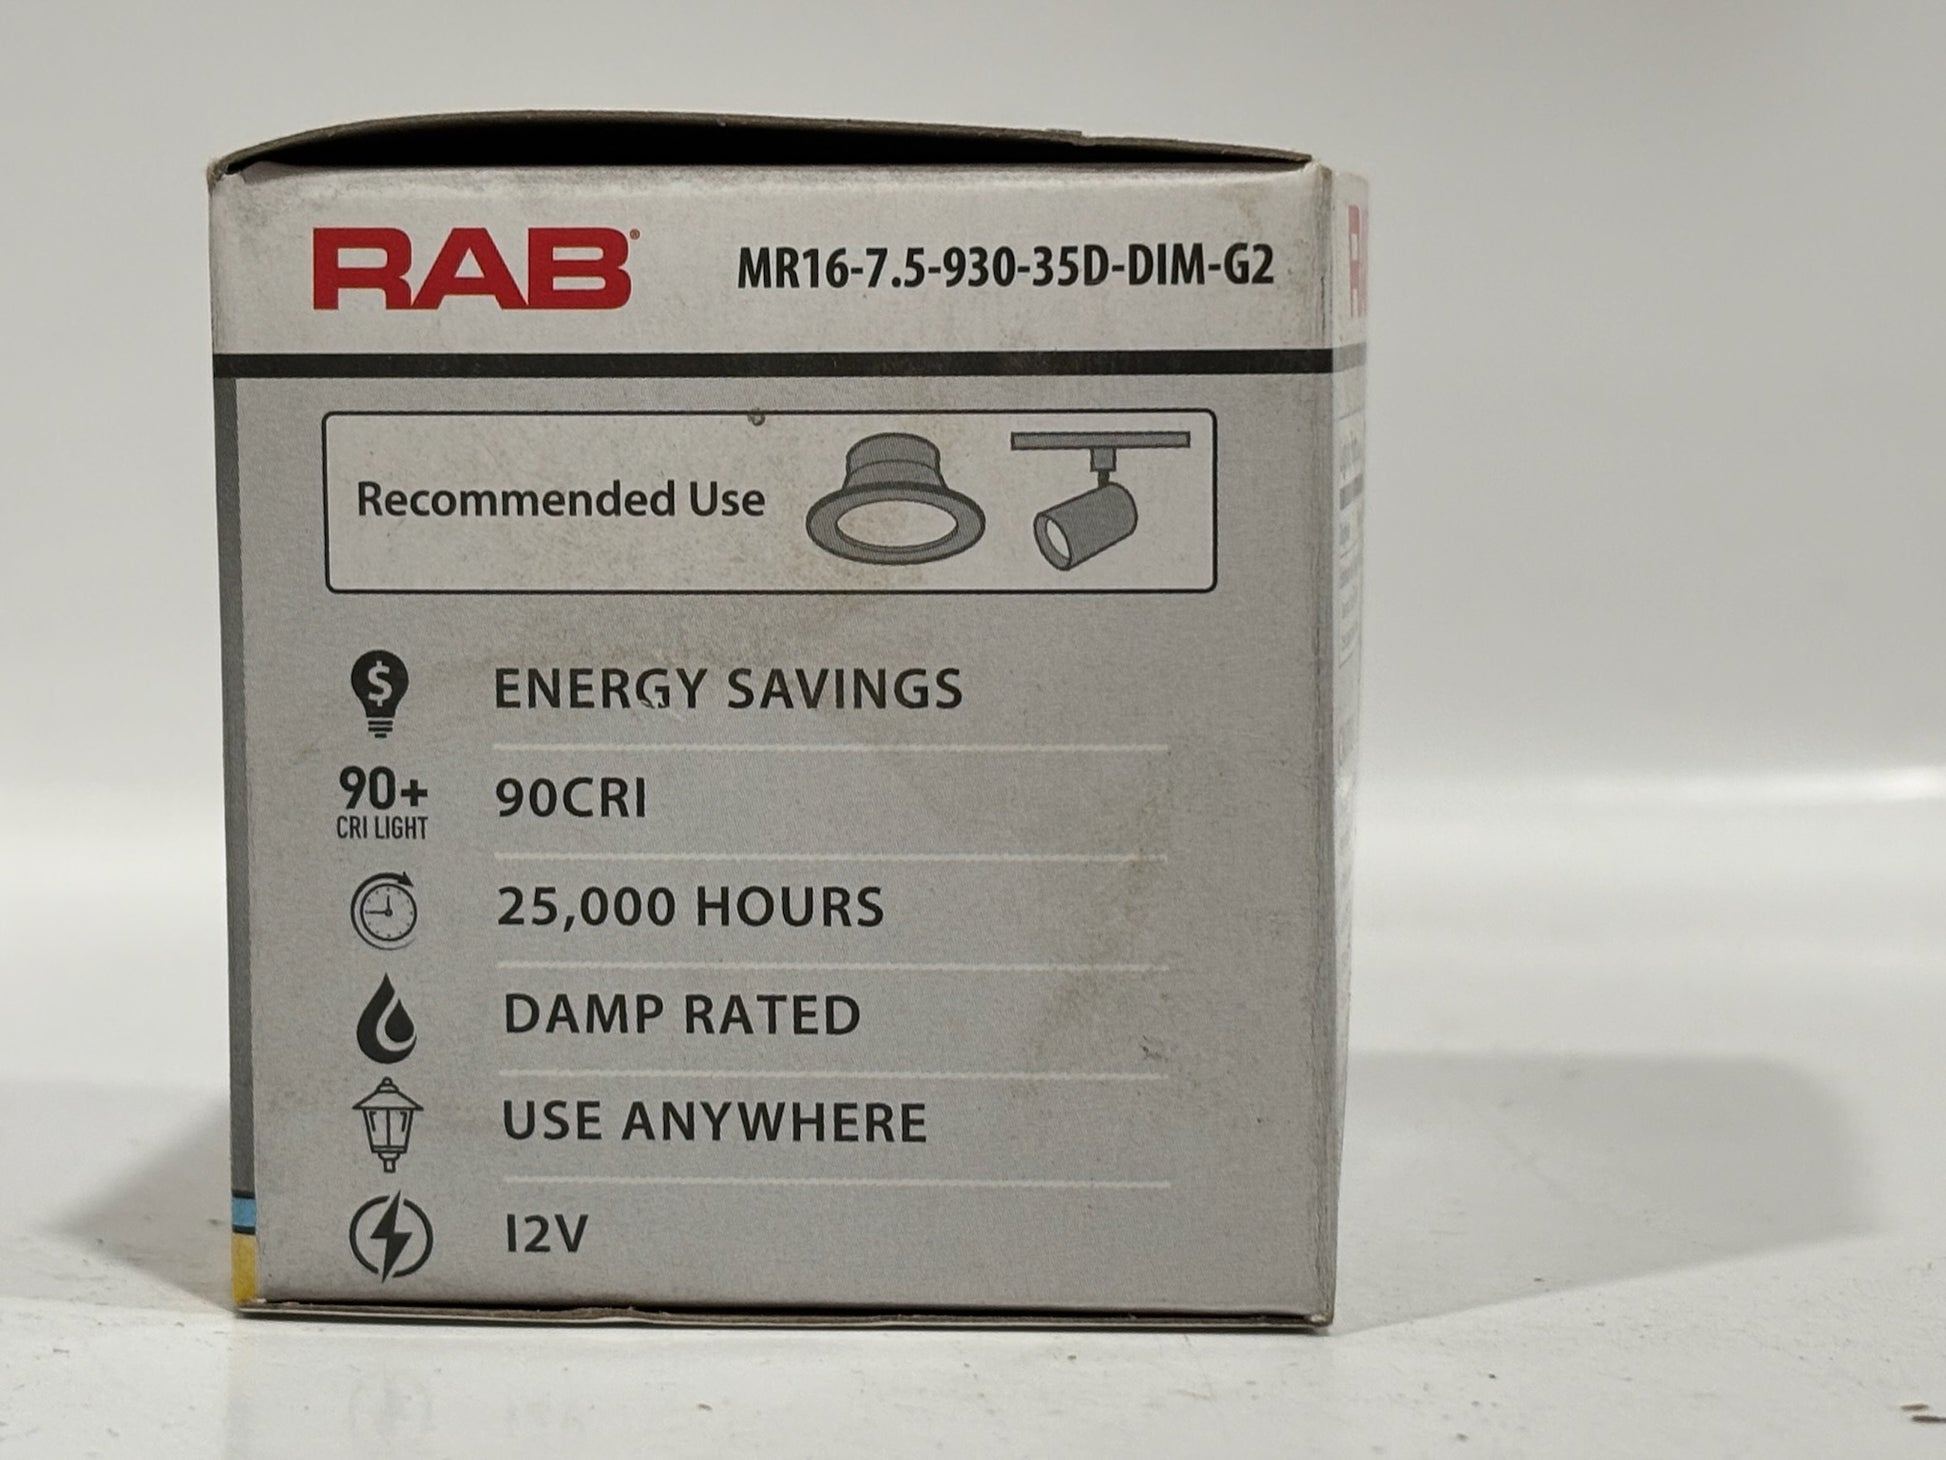 RAB®
MR16-7.5-930-35D-DIM-G2
Recommended Use
$ ENERGY SAVINGS
90+
CRI LIGHT
90CRI
25,000 HOURS
DAMP RATED
USE ANYWHERE
12V